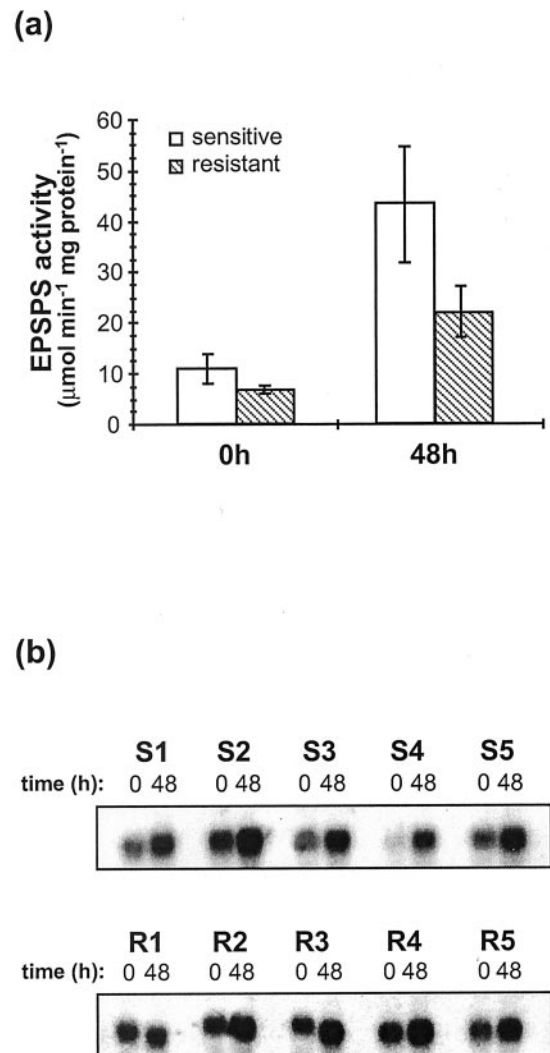 (a)
EPSPS activity
(μmol min⁻¹ mg protein⁻¹)
60
50
40
30
20
10
0
sensitive
resistant
0h 48h
(b)
S1 S2 S3 S4 S5
time (h): 0 48 0 48 0 48 0 48 0 48
R1 R2 R3 R4 R5
time (h): 0 48 0 48 0 48 0 48 0 48